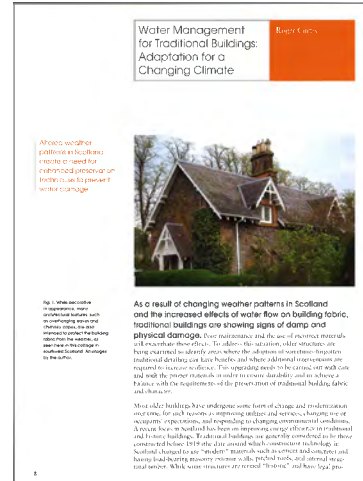 Water Management
for Traditional Buildings:
Adaptation for a
Changing Climate
Roger Curtis
Altered weather
patterns in Scotland
create a need for
enhanced preservation
techniques to prevent
water damage.
Fig. 1. While decorative
in appearance, many
architectural features, such
as overhanging eaves and
chimney copes, are also
intended to protect the building
fabric from the weather, as
seen here in this cottage in
southwest Scotland. All images
by the author.
As a result of changing weather patterns in Scotland
and the increased effects of water flow on building fabric,
traditional buildings are showing signs of damp and
physical damage. Poor maintenance and the use of incorrect materials
will exacerbate these effects. To address this situation, older structures are
being examined to identify areas where the adoption of sometimes-forgotten
traditional detailing can have benefits and where additional interventions are
required to increase resilience. This upgrading needs to be carried out with care
and with the proper materials in order to ensure durability and to achieve a
balance with the requirements of the preservation of traditional building fabric
and character.
Most older buildings have undergone some form of change and modernization
over time, for such reasons as improving utilities and services, changing use or
occupants' expectations, and responding to changing environmental conditions.
A recent focus in Scotland has been on improving energy efficiency in traditional
and historic buildings. Traditional buildings are generally considered to be those
constructed before 1919 (the date around which construction technology in
Scotland changed to use "modern" materials such as cement and concrete) and
having load-bearing masonry exterior walls, pitched roofs, and internal struc-
tural timber. While some structures are termed "historic" and have legal pro-
8